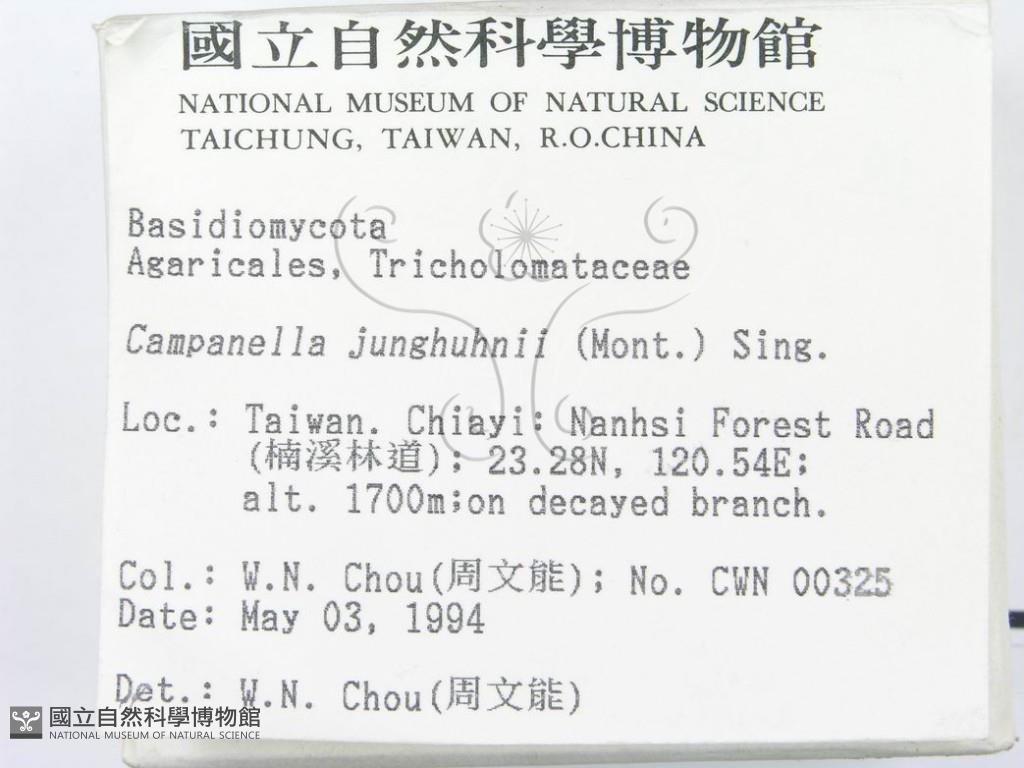 國立自然科學博物館
NATIONAL MUSEUM OF NATURAL SCIENCE
TAICHUNG, TAIWAN, R.O.CHINA
Basidiomycota
Agaricales, Tricholomataceae
Campanella junghuhnii (Mont.) Sing.
Loc.: Taiwan. Chiayi: Nanhsi Forest Road
(楠溪林道); 23.28N, 120.54E;
alt. 1700m;on decayed branch.
Col.: W.N. Chou(周文能); No. CWN 00325
Date: May 03, 1994
Det.: W.N. Chou(周文能)
國立自然科學博物館
NATIONAL MUSEUM OF NATURAL SCIENCE